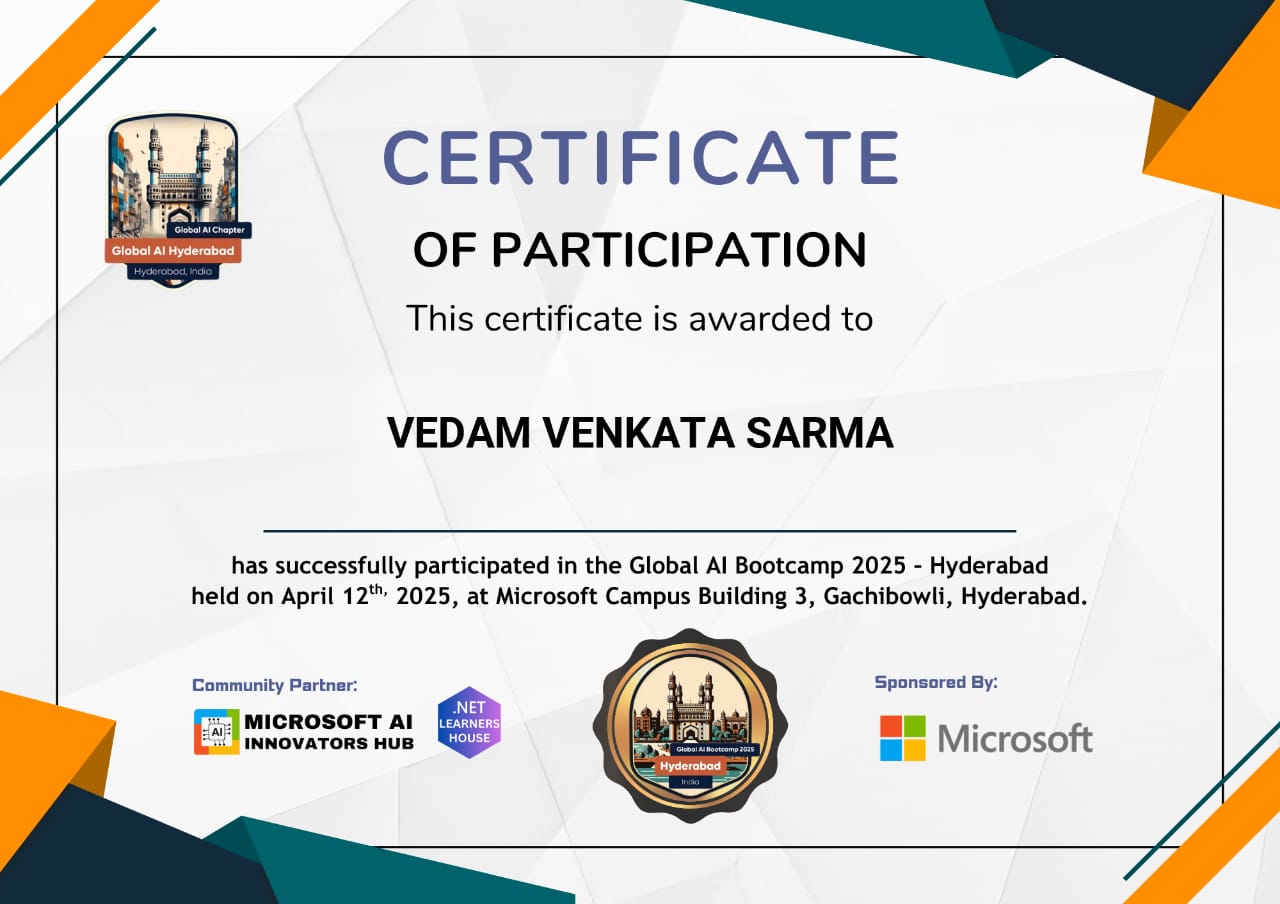 Global AI Chapter
Global AI Hyderabad
Hyderabad, India
CERTIFICATE
OF PARTICIPATION
This certificate is awarded to
VEDAM VENKATA SARMA
has successfully participated in the Global AI Bootcamp 2025 - Hyderabad
held on April 12th, 2025, at Microsoft Campus Building 3, Gachibowli, Hyderabad.
Community Partner:
AI
MICROSOFT AI
INNOVATORS HUB
.NET
LEARNERS
HOUSE
Global AI Bootcamp 2025
Hyderabad
India
Sponsored By:
Microsoft